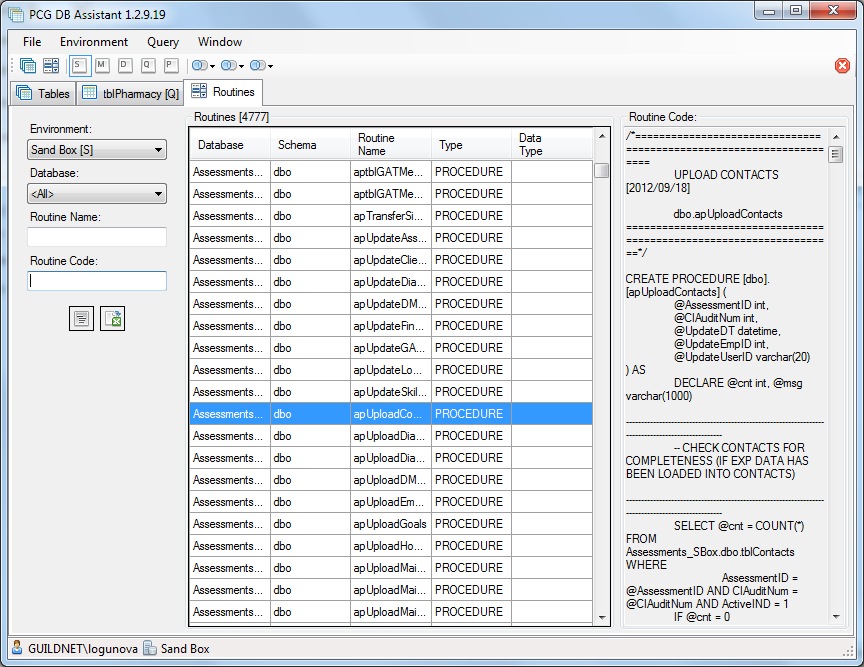 PCG DB Assistant 1.2.9.19
File Environment Query Window
S M D Q P
Tables tblPharmacy [Q] Routines
Environment:
Sand Box [S]
Database:
<All>
Routine Name:
Routine Code:
Routines [4777]
Database Schema Routine Name Type Data Type
Assessments... dbo aptblGATMe... PROCEDURE
Assessments... dbo aptblGATMe... PROCEDURE
Assessments... dbo apTransferSi... PROCEDURE
Assessments... dbo apUpdateAss... PROCEDURE
Assessments... dbo apUpdateClie... PROCEDURE
Assessments... dbo apUpdateDia... PROCEDURE
Assessments... dbo apUpdateDM... PROCEDURE
Assessments... dbo apUpdateFin... PROCEDURE
Assessments... dbo apUpdateGA... PROCEDURE
Assessments... dbo apUpdateLo... PROCEDURE
Assessments... dbo apUpdateSkil... PROCEDURE
Assessments... dbo apUploadCo... PROCEDURE
Assessments... dbo apUploadDia... PROCEDURE
Assessments... dbo apUploadDia... PROCEDURE
Assessments... dbo apUploadDM... PROCEDURE
Assessments... dbo apUploadEm... PROCEDURE
Assessments... dbo apUploadGoals PROCEDURE
Assessments... dbo apUploadHo... PROCEDURE
Assessments... dbo apUploadMai... PROCEDURE
Assessments... dbo apUploadMai... PROCEDURE
Assessments... dbo apUploadMai... PROCEDURE
Routine Code:
/*==============================
================================
====
UPLOAD CONTACTS
[2012/09/18]
dbo.apUploadContacts
================================
================================
==*/
CREATE PROCEDURE [dbo].
[apUploadContacts] (
@AssessmentID int,
@CIAuditNum int,
@UpdateDT datetime,
@UpdateEmpID int,
@UpdateUserID varchar(20)
) AS
DECLARE @cnt int, @msg
varchar(1000)
------------------------------------------------------------------
--------------------------------
-- CHECK CONTACTS FOR
COMPLETENESS (IF EXP DATA HAS
BEEN LOADED INTO CONTACTS)
------------------------------------------------------------------
--------------------------------
SELECT @cnt = COUNT(*)
FROM
Assessments_SBox.dbo.tblContacts
WHERE
AssessmentID =
@AssessmentID AND CIAuditNum =
@CIAuditNum AND ActiveIND = 1
IF @cnt = 0
GUILDNET\logunova Sand Box